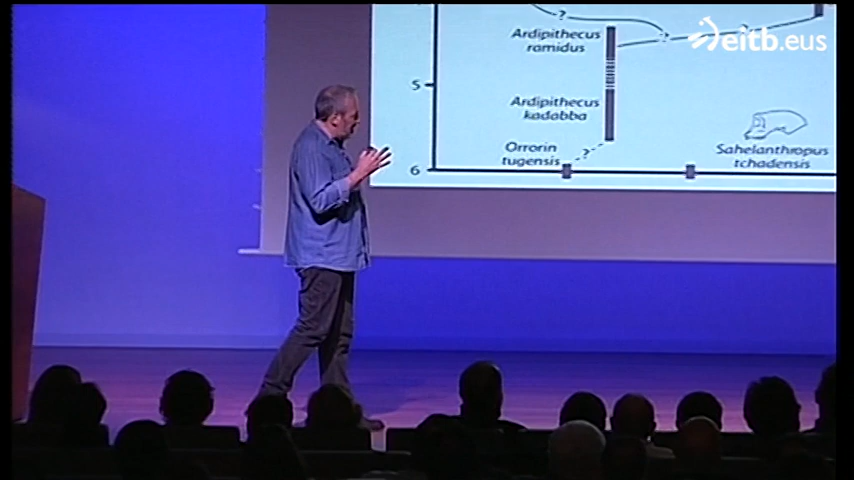 ?
Ardipithecus
ramidus
?
?
eitb.eus
5
Ardipithecus
kadabba
Orrorin
tugensis
?
Sahelanthropus
tchadensis
6